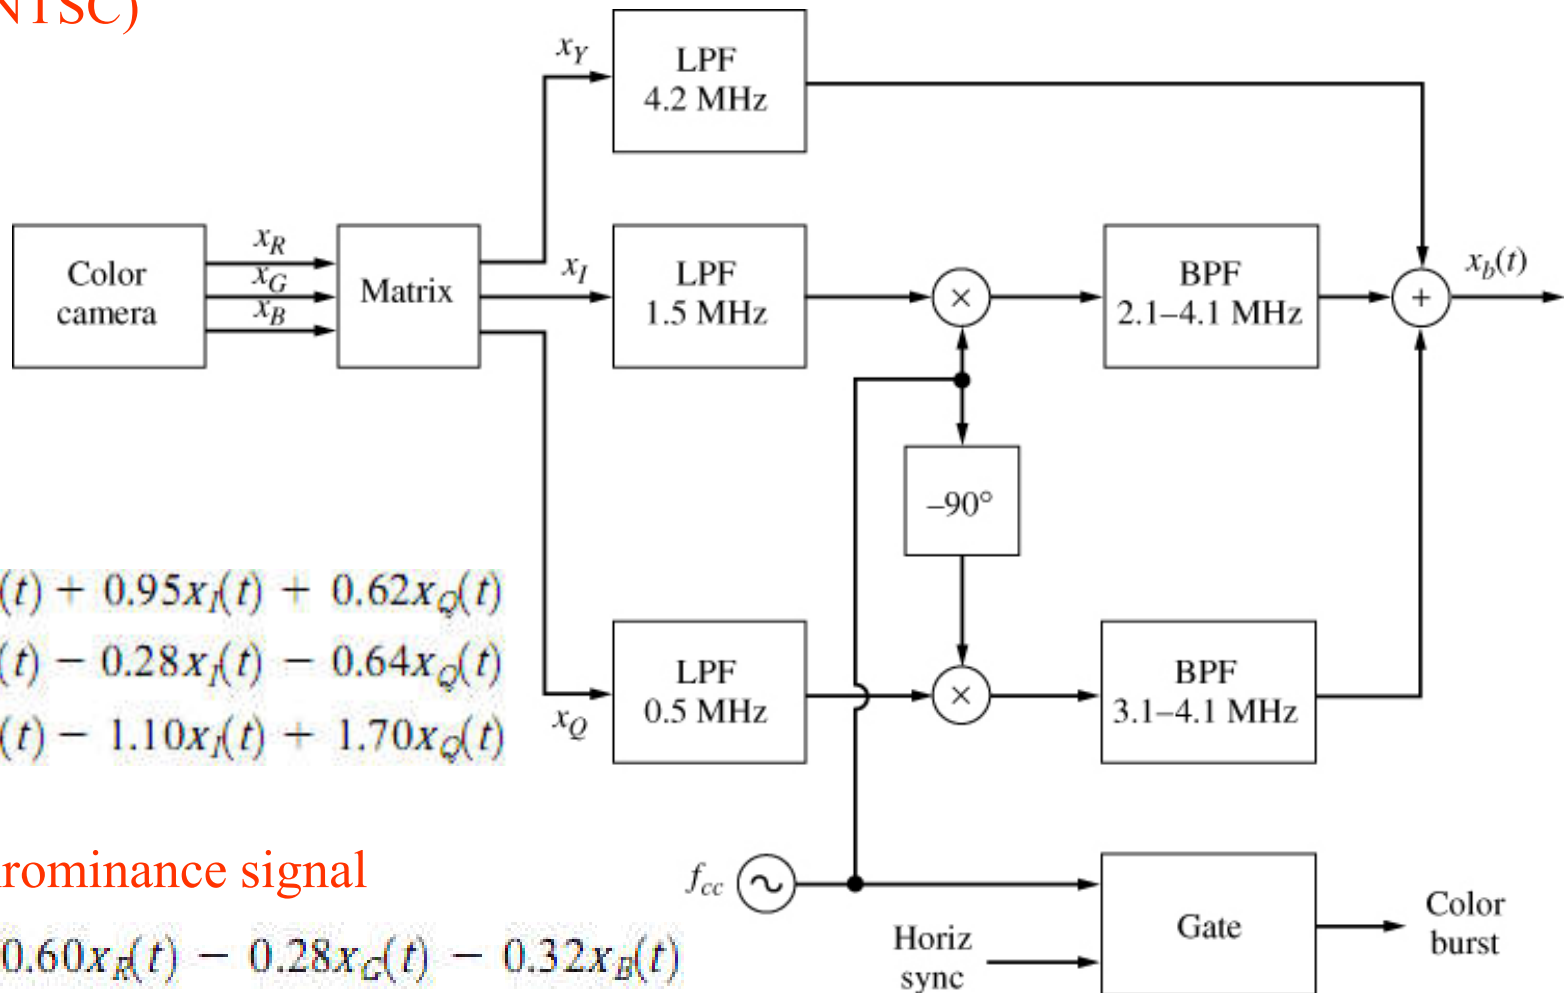 NTSC)
x_Y
LPF
4.2 MHz
Color
camera
x_R
x_G
x_B
Matrix
x_I
LPF
1.5 MHz
×
BPF
2.1–4.1 MHz
+
x_b(t)
–90°
(t) + 0.95x_I(t) + 0.62x_Q(t)
(t) − 0.28x_I(t) − 0.64x_Q(t)
(t) − 1.10x_I(t) + 1.70x_Q(t)
x_Q
LPF
0.5 MHz
×
BPF
3.1–4.1 MHz
rominance signal
f_cc
~
0.60x_R(t) − 0.28x_G(t) − 0.32x_B(t)
Horiz
sync
Gate
Color
burst